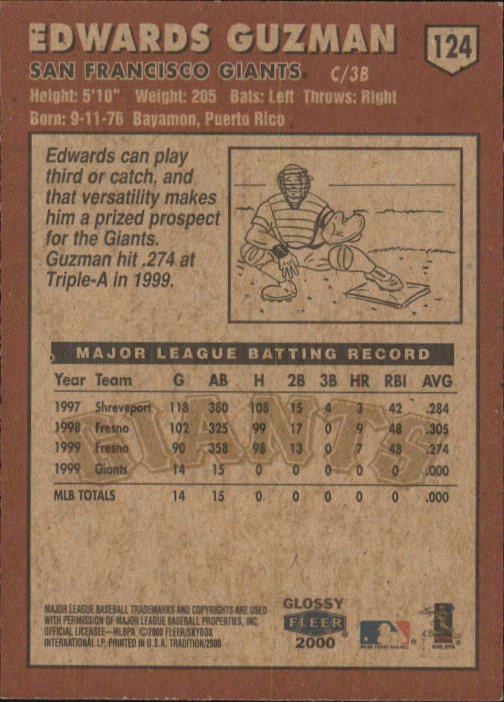 EDWARDS GUZMAN
124
SAN FRANCISCO GIANTS C/3B
Height: 5'10" Weight: 205 Bats: Left Throws: Right
Born: 9-11-76 Bayamon, Puerto Rico
Edwards can play
third or catch, and
that versatility makes
him a prized prospect
for the Giants.
Guzman hit .274 at
Triple-A in 1999.
MAJOR LEAGUE BATTING RECORD
Year Team G AB H 2B 3B HR RBI AVG
1997 Shreveport 118 380 108 15 4 3 42 .284
1998 Fresno 102 325 99 17 0 9 48 .305
1999 Fresno 90 358 98 13 0 7 48 .274
1999 Giants 14 15 0 0 0 0 0 .000
MLB TOTALS 14 15 0 0 0 0 0 .000
GIANTS
MAJOR LEAGUE BASEBALL TRADEMARKS AND COPYRIGHTS ARE USED
WITH PERMISSION OF MAJOR LEAGUE BASEBALL PROPERTIES, INC.
OFFICIAL LICENSEE—MLBPA ©2000 FLEER/SKYBOX
INTERNATIONAL LP, PRINTED IN U.S.A. TRADITION/2000
GLOSSY
FLEER
2000
MAJOR LEAGUE BASEBALL
©MLBPA